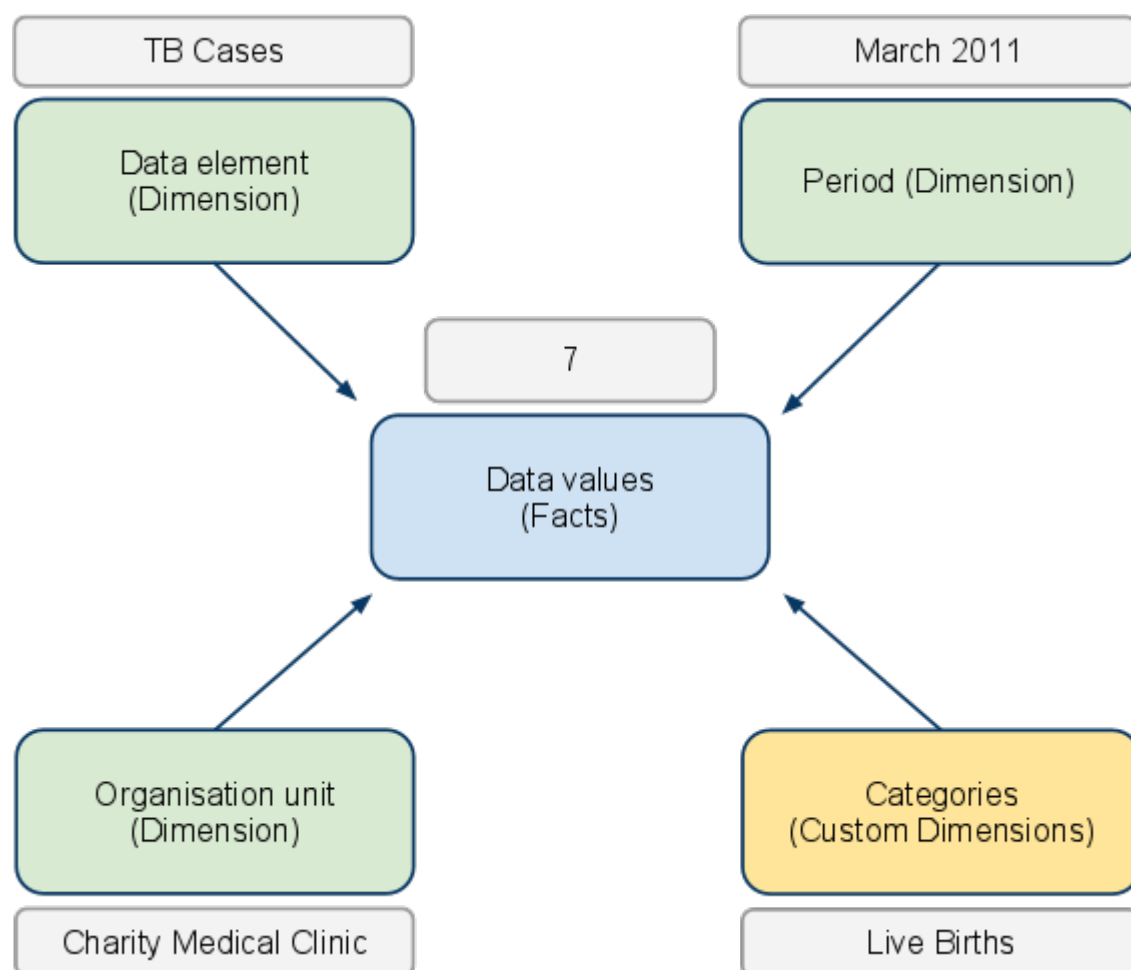 TB Cases
March 2011
Data element
(Dimension)
Period (Dimension)
7
Data values
(Facts)
Organisation unit
(Dimension)
Categories
(Custom Dimensions)
Charity Medical Clinic
Live Births